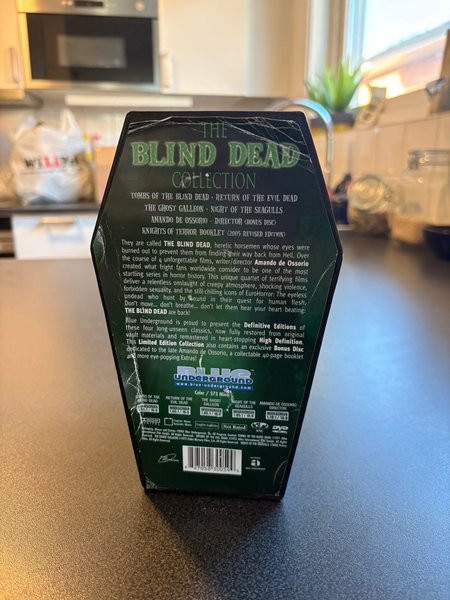 THE
BLIND DEAD
COLLECTION
TOMBS OF THE BLIND DEAD · RETURN OF THE EVIL DEAD
THE GHOST GALLEON · NIGHT OF THE SEAGULLS
AMANDO DE OSSORIO · DIRECTOR (BONUS DISC)
KNIGHTS OF TERROR BOOKLET (2005 REVISED EDITION)
They are called THE BLIND DEAD, heretic horsemen whose eyes were
burned out to prevent them from finding their way back from Hell. Over
the course of 4 unforgettable films, writer/director Amando de Ossorio
created what fright fans worldwide consider to be one of the most
startling series in horror history. This unique quartet of terrifying films
deliver a relentless onslaught of creepy atmosphere, shocking violence,
forbidden sexuality, and the still-chilling icons of EuroHorror: The eyeless
undead who hunt by sound in their quest for human flesh.
Don't move... don't breathe... don't let them hear your heart beating:
THE BLIND DEAD are back!
Blue Underground is proud to present the Definitive Editions of
these four long-unseen classics, now fully restored from original
vault materials and remastered in heart-stopping High Definition.
This Limited Edition Collection also contains an exclusive Bonus Disc
dedicated to the late Amando de Ossorio, a collectable 40-page booklet
and more eye-popping Extras!
BLUE
UNDERGROUND
www.blue-underground.com
Color / 573 Mins.
TOMBS OF THE BLIND DEAD
RETURN OF THE EVIL DEAD
THE GHOST GALLEON
NIGHT OF THE SEAGULLS
AMANDO DE OSSORIO DIRECTOR
Not Rated
DVD